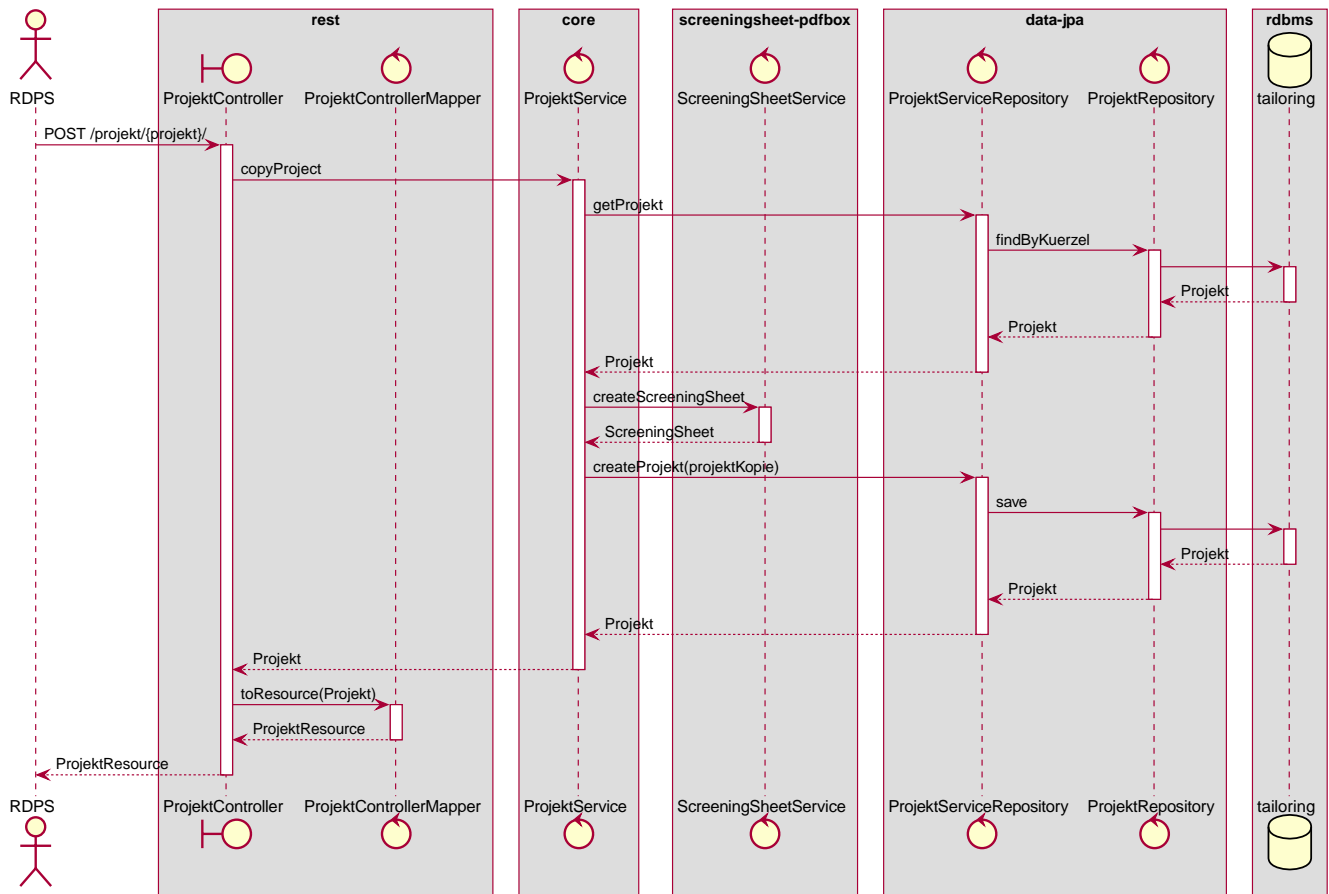 rest
core
screeningsheet-pdfbox
data-jpa
rdbms
RDPS
ProjektController
ProjektControllerMapper
ProjektService
ScreeningSheetService
ProjektServiceRepository
ProjektRepository
tailoring
POST /projekt/{projekt}/
copyProject
getProjekt
findByKuerzel
Projekt
Projekt
Projekt
createScreeningSheet
ScreeningSheet
createProjekt(projektKopie)
save
Projekt
Projekt
Projekt
Projekt
toResource(Projekt)
ProjektResource
ProjektResource
RDPS
ProjektController
ProjektControllerMapper
ProjektService
ScreeningSheetService
ProjektServiceRepository
ProjektRepository
tailoring